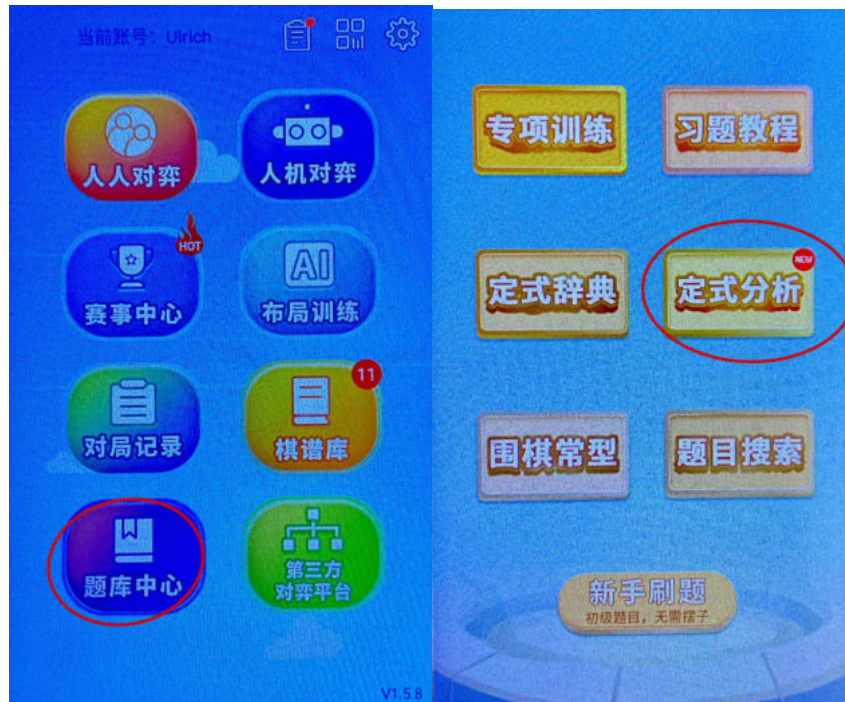 当前账号：Ulrich
人人对弈
人机对弈
HOT
赛事中心
AI
布局训练
对局记录
11
棋谱库
题库中心
第三方
对弈平台
V1.5.8
专项训练
习题教程
定式辞典
NEW
定式分析
围棋常型
题目搜索
新手刷题
初级题目，无需摆子